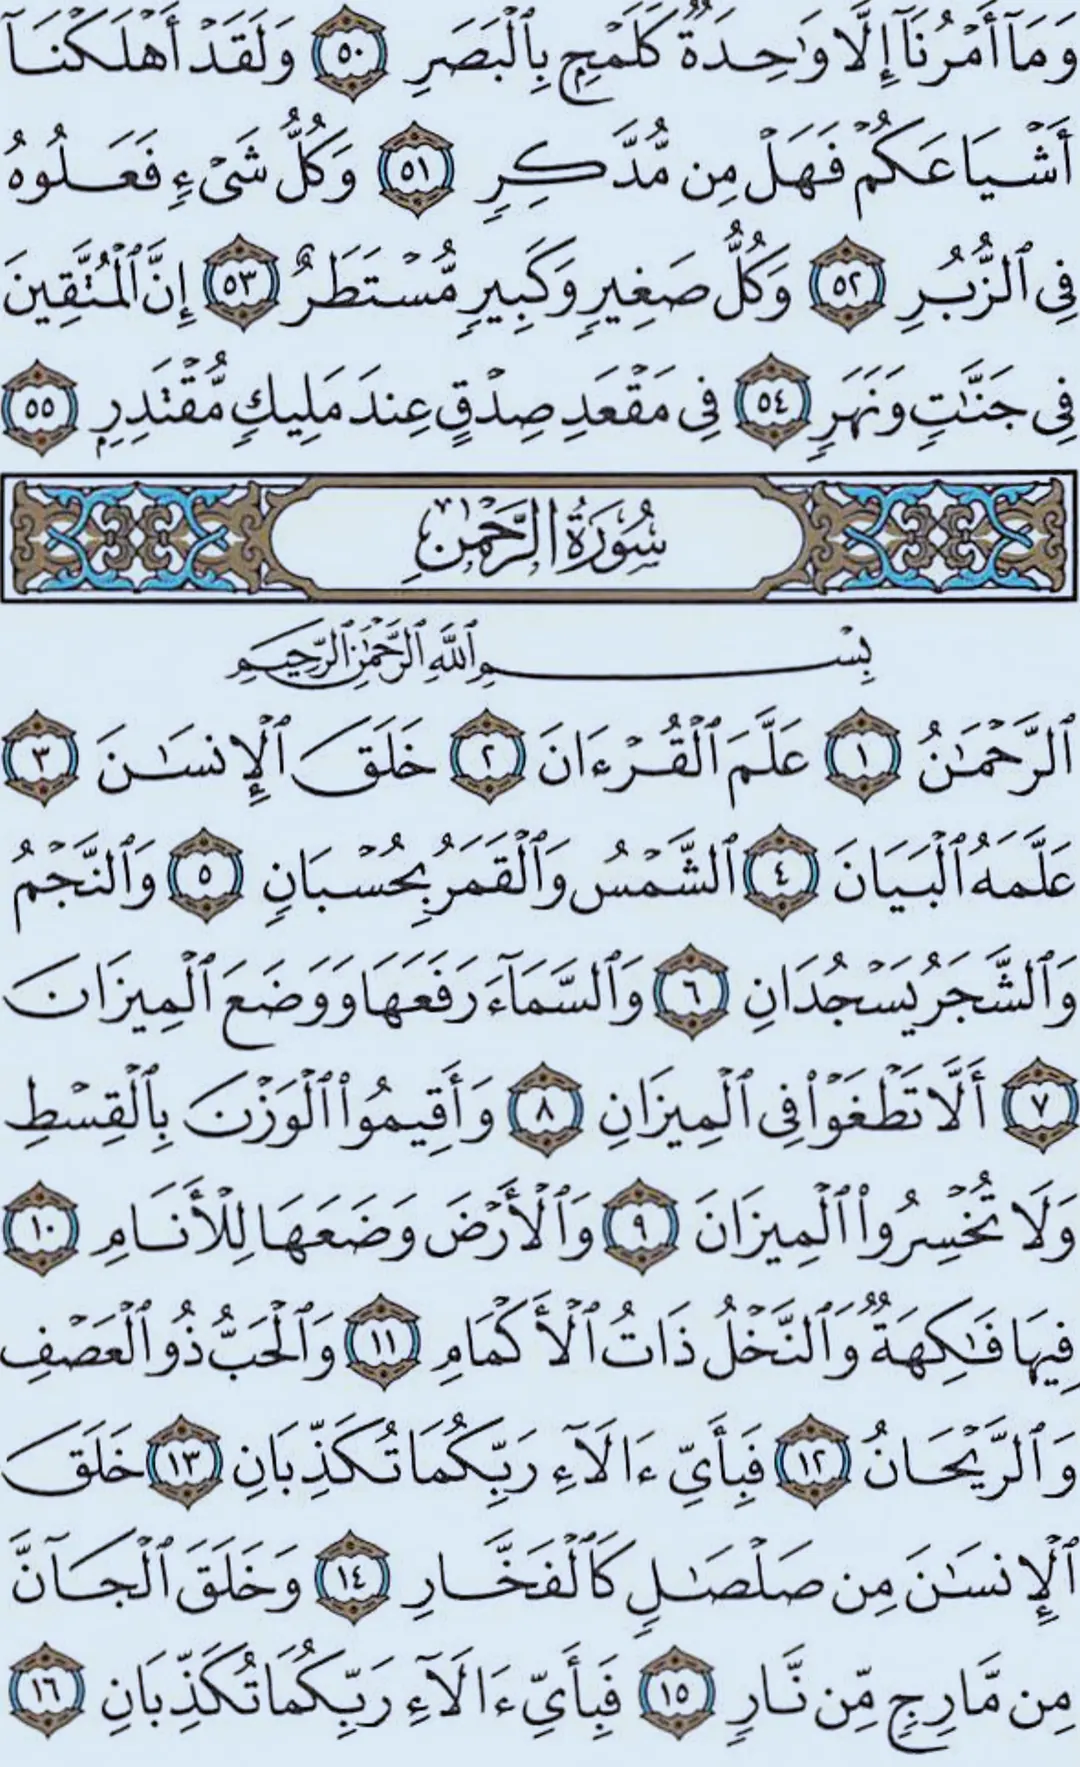 وَمَآ أَمْرُنَآ إِلَّا وَٰحِدَةٌ كَلَمْحٍۭ بِٱلْبَصَرِ ٥٠ وَلَقَدْ أَهْلَكْنَآ
أَشْيَاعَكُمْ فَهَلْ مِن مُّدَّكِرٍ ٥١ وَكُلُّ شَىْءٍ فَعَلُوهُ
فِى ٱلزُّبُرِ ٥٢ وَكُلُّ صَغِيرٍ وَكَبِيرٍ مُّسْتَطَرٌ ٥٣ إِنَّ ٱلْمُتَّقِينَ
فِى جَنَّٰتٍ وَنَهَرٍ ٥٤ فِى مَقْعَدِ صِدْقٍ عِندَ مَلِيكٍ مُّقْتَدِرٍۭ ٥٥
سُورَةُ الرَّحْمَٰنِ
بِسْمِ ٱللَّهِ ٱلرَّحْمَٰنِ ٱلرَّحِيمِ
ٱلرَّحْمَٰنُ ١ عَلَّمَ ٱلْقُرْءَانَ ٢ خَلَقَ ٱلْإِنسَٰنَ ٣
عَلَّمَهُ ٱلْبَيَانَ ٤ ٱلشَّمْسُ وَٱلْقَمَرُ بِحُسْبَانٍ ٥ وَٱلنَّجْمُ
وَٱلشَّجَرُ يَسْجُدَانِ ٦ وَٱلسَّمَآءَ رَفَعَهَا وَوَضَعَ ٱلْمِيزَانَ
٧ أَلَّا تَطْغَوْا۟ فِى ٱلْمِيزَانِ ٨ وَأَقِيمُوا۟ ٱلْوَزْنَ بِٱلْقِسْطِ
وَلَا تُخْسِرُوا۟ ٱلْمِيزَانَ ٩ وَٱلْأَرْضَ وَضَعَهَا لِلْأَنَامِ ١٠
فِيهَا فَٰكِهَةٌ وَٱلنَّخْلُ ذَاتُ ٱلْأَكْمَامِ ١١ وَٱلْحَبُّ ذُو ٱلْعَصْفِ
وَٱلرَّيْحَانُ ١٢ فَبِأَىِّ ءَالَآءِ رَبِّكُمَا تُكَذِّبَانِ ١٣ خَلَقَ
ٱلْإِنسَٰنَ مِن صَلْصَٰلٍ كَٱلْفَخَّارِ ١٤ وَخَلَقَ ٱلْجَآنَّ
مِن مَّارِجٍ مِّن نَّارٍ ١٥ فَبِأَىِّ ءَالَآءِ رَبِّكُمَا تُكَذِّبَانِ ١٦